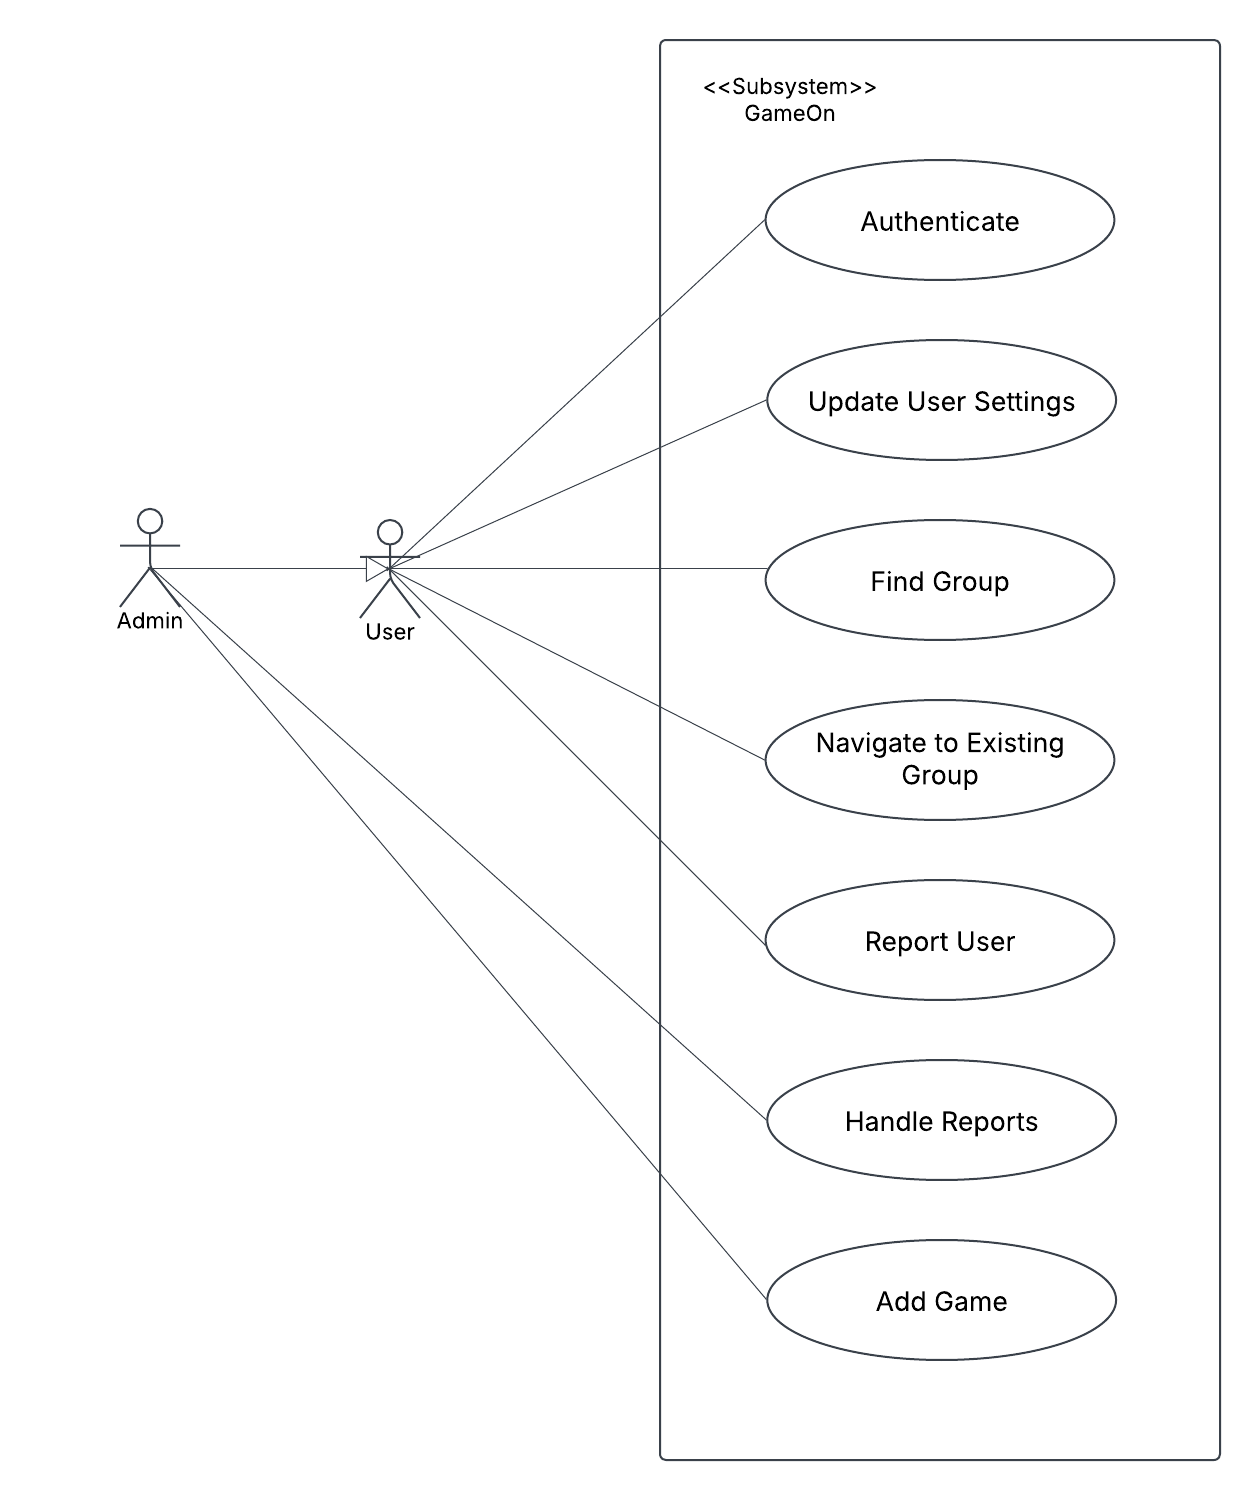 <<Subsystem>>
GameOn
Authenticate
Update User Settings
Find Group
Admin
User
Navigate to Existing
Group
Report User
Handle Reports
Add Game